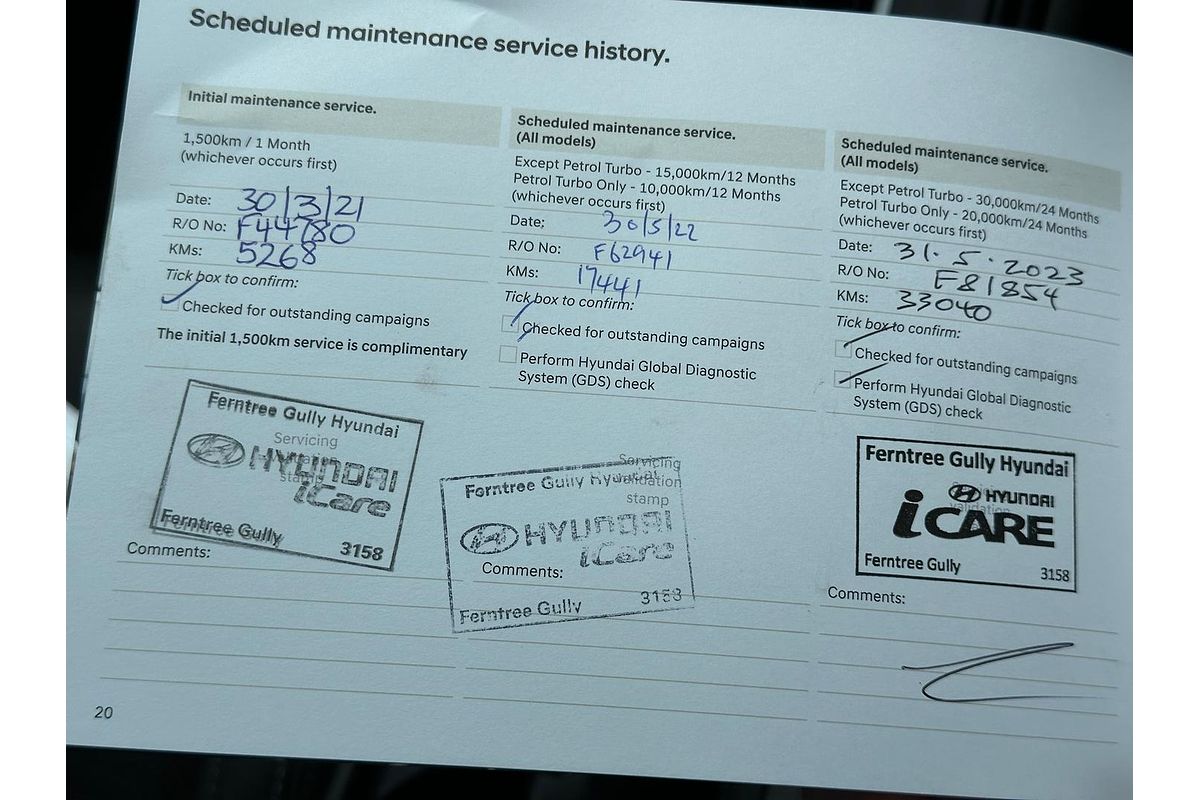 Scheduled maintenance service history.
Initial maintenance service.
1,500km / 1 Month
(whichever occurs first)
Date: 30/3/21
R/O No: F44780
KMs: 5268
Tick box to confirm:
Checked for outstanding campaigns
The initial 1,500km service is complimentary
Ferntree Gully Hyundai
Servicing
HYUNDAI
iCare
Ferntree Gully
3158
Comments:
Scheduled maintenance service.
(All models)
Except Petrol Turbo - 15,000km/12 Months
Petrol Turbo Only - 10,000km/12 Months
(whichever occurs first)
Date: 30/5/22
R/O No: F62941
KMs: 17441
Tick box to confirm:
Checked for outstanding campaigns
Perform Hyundai Global Diagnostic
System (GDS) check
Servicing
Ferntree Gully Hyundai
validation
stamp
HYUNDAI
iCare
Comments:
Ferntree Gully
3158
Scheduled maintenance service.
(All models)
Except Petrol Turbo - 30,000km/24 Months
Petrol Turbo Only - 20,000km/24 Months
(whichever occurs first)
Date: 31.5.2023
R/O No: F81854
KMs: 33040
Tick box to confirm:
Checked for outstanding campaigns
Perform Hyundai Global Diagnostic
System (GDS) check
Ferntree Gully Hyundai
HYUNDAI
validation
iCARE
Ferntree Gully
3158
Comments:
20